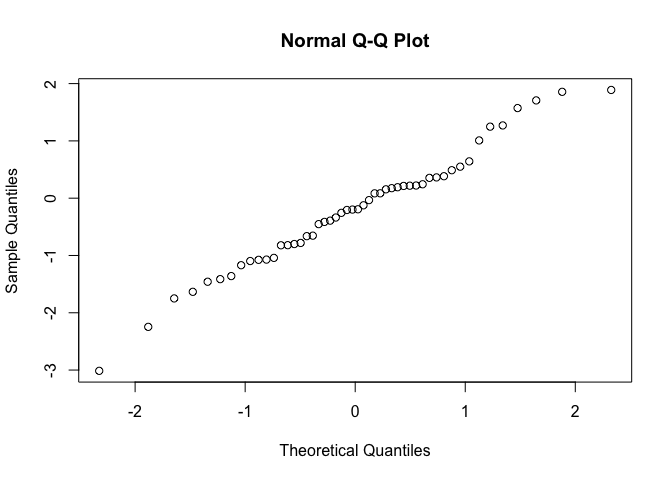 Normal Q-Q Plot
Sample Quantiles
2
1
0
-1
-2
-3
-2 -1 0 1 2
Theoretical Quantiles